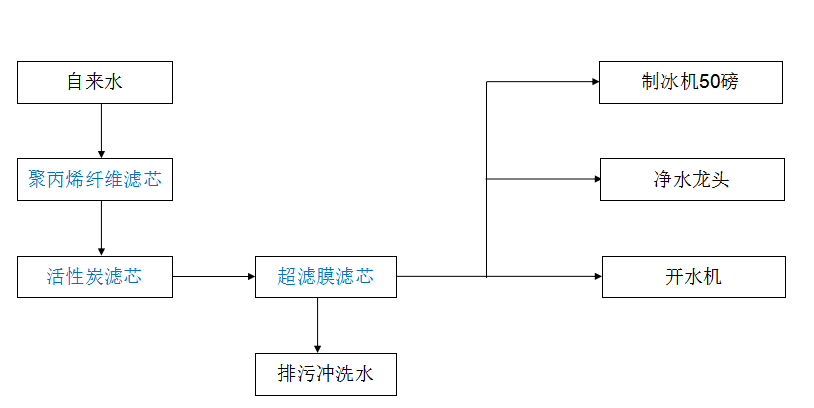 自来水
聚丙烯纤维滤芯
活性炭滤芯
超滤膜滤芯
排污冲洗水
制冰机50磅
净水龙头
开水机